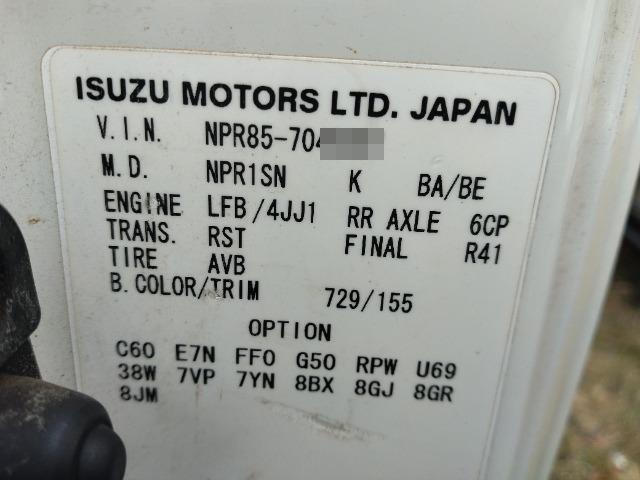 ISUZU MOTORS LTD. JAPAN
V.I.N. NPR85-704
M.D. NPR1SN K BA/BE
ENGINE LFB/4JJ1 RR AXLE 6CP
TRANS. RST FINAL R41
TIRE AVB
B.COLOR/TRIM 729/155
OPTION
C60 E7N FF0 G50 RPW U69
38W 7VP 7YN 8BX 8GJ 8GR
8JM